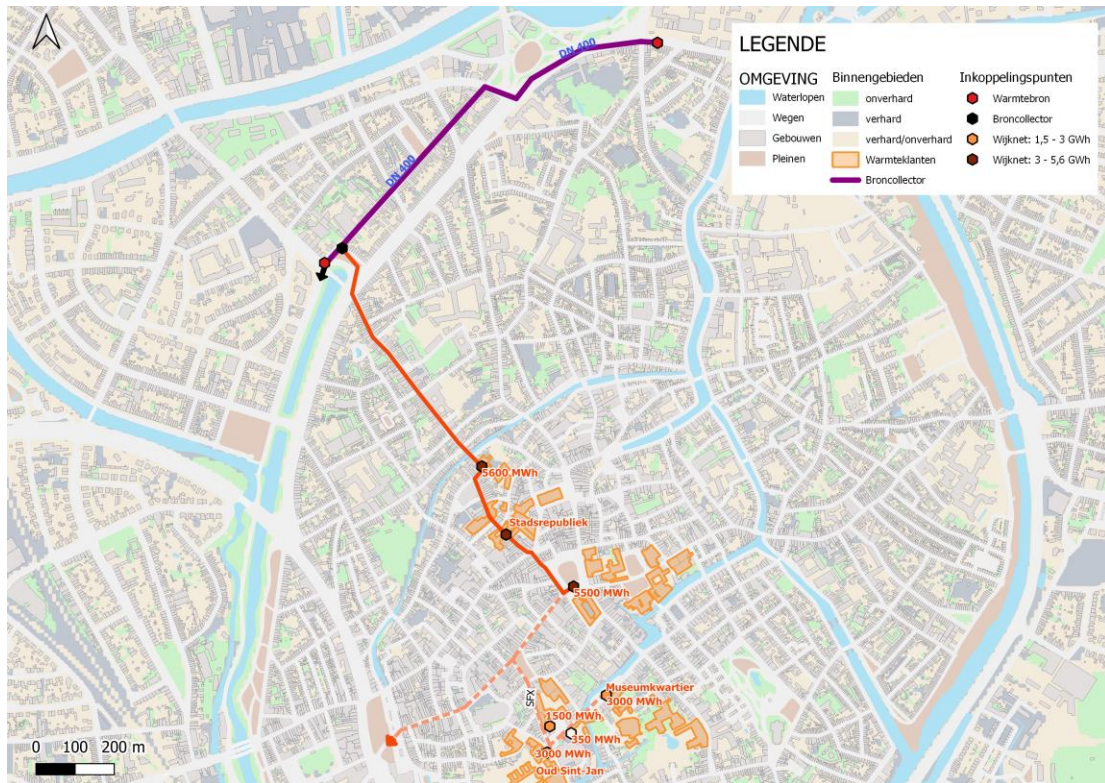 LEGENDE
OMGEVING
Waterlopen
Wegen
Gebouwen
Pleinen
Binnengebieden
onverhard
verhard
verhard/onverhard
Warmteklanten
Broncollector
Inkoppelingspunten
Warmtebron
Broncollector
Wijknet: 1,5 - 3 GWh
Wijknet: 3 - 5,6 GWh
DN 400
DN 400
5600 MWh
Stadsrepubliek
5500 MWh
SFX
Museumkwartier
3000 MWh
1500 MWh
350 MWh
3000 MWh
Oud Sint-Jan
0 100 200 m